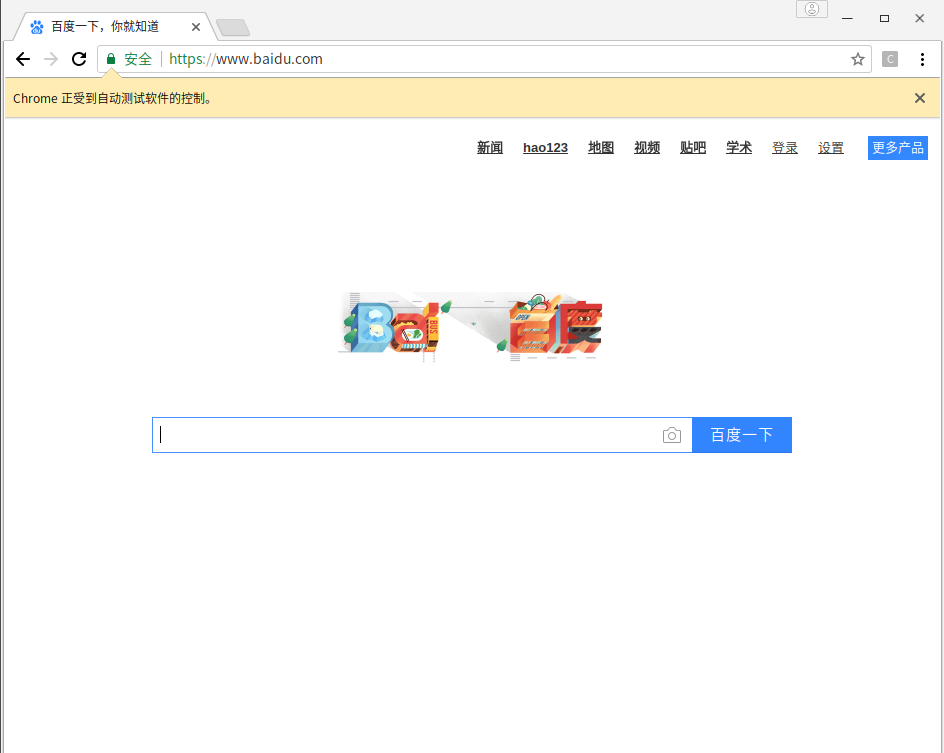 百度一下，你就知道
安全 https://www.baidu.com
C
Chrome 正受到自动测试软件的控制。
新闻 hao123 地图 视频 贴吧 学术 登录 设置 更多产品
Bai 百度
OPEN
BUS
百度一下